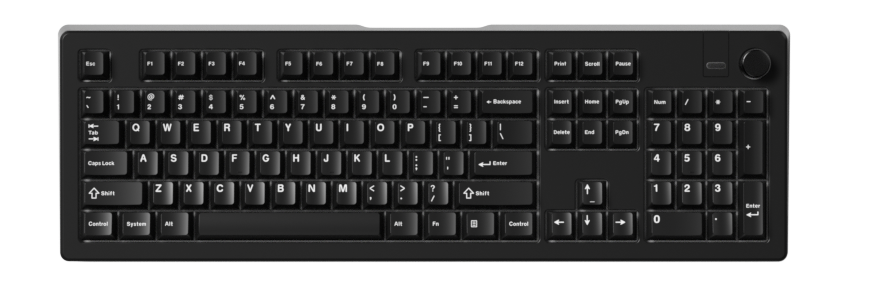 Esc F1 F2 F3 F4 F5 F6 F7 F8 F9 F10 F11 F12 Print Scroll Pause
~ ! @ # $ % ^ & * ( ) — + ← Backspace Insert Home PgUp Num / * -
` 1 2 3 4 5 6 7 8 9 0 - =
Tab Q W E R T Y U I O P { } | Delete End PgDn 7 8 9 +
[ ] \
Caps Lock A S D F G H J K L : " Enter 4 5 6
; '
Shift Z X C V B N M < > ? Shift ↑ 1 2 3 Enter
, . /
Control System Alt Alt Fn Control ← ↓ → 0 .